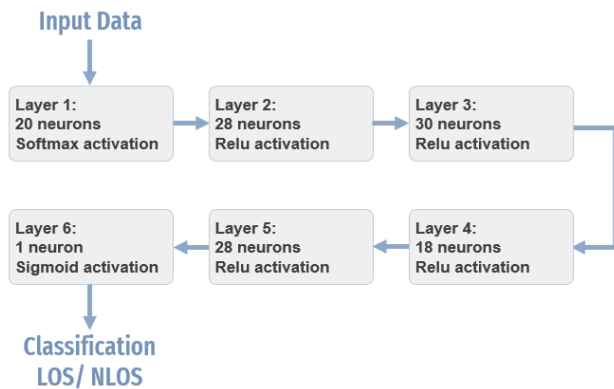 Input Data
Layer 1:
20 neurons
Softmax activation
Layer 2:
28 neurons
Relu activation
Layer 3:
30 neurons
Relu activation
Layer 4:
18 neurons
Relu activation
Layer 5:
28 neurons
Relu activation
Layer 6:
1 neuron
Sigmoid activation
Classification
LOS/ NLOS